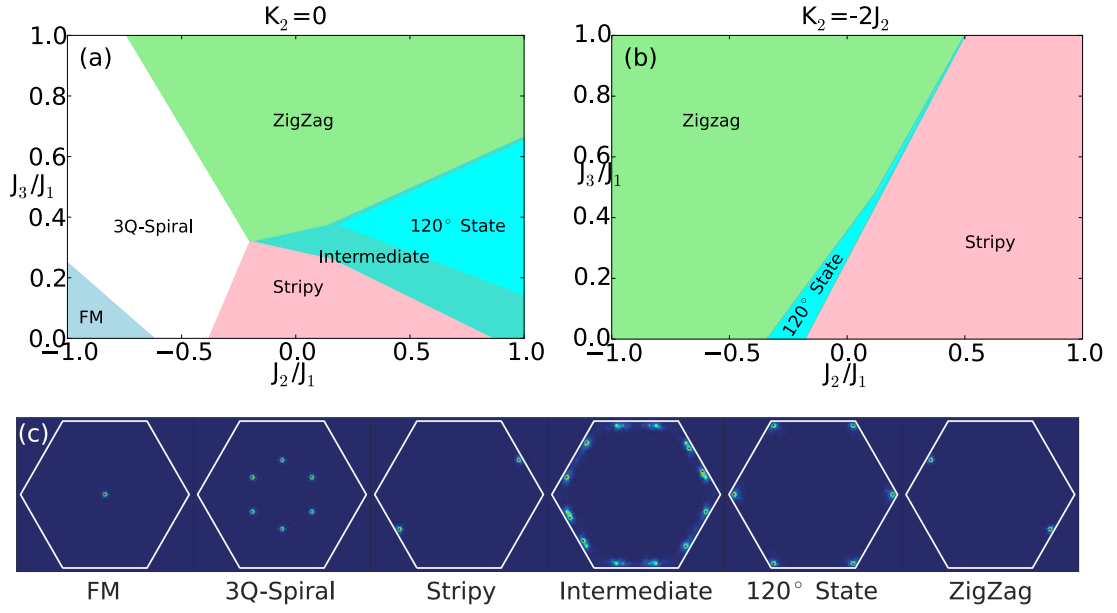 K₂=0
(a)
1.0
0.8
0.6
0.4
0.2
0.0
J₃/J₁
ZigZag
3Q-Spiral
120° State
Intermediate
Stripy
FM
−1.0 −0.5 0.0 0.5 1.0
J₂/J₁
K₂=-2J₂
(b)
1.0
0.8
0.6
0.4
0.2
0.0
J₃/J₁
Zigzag
120° State
Stripy
−1.0 −0.5 0.0 0.5 1.0
J₂/J₁
(c)
FM 3Q-Spiral Stripy Intermediate 120° State ZigZag